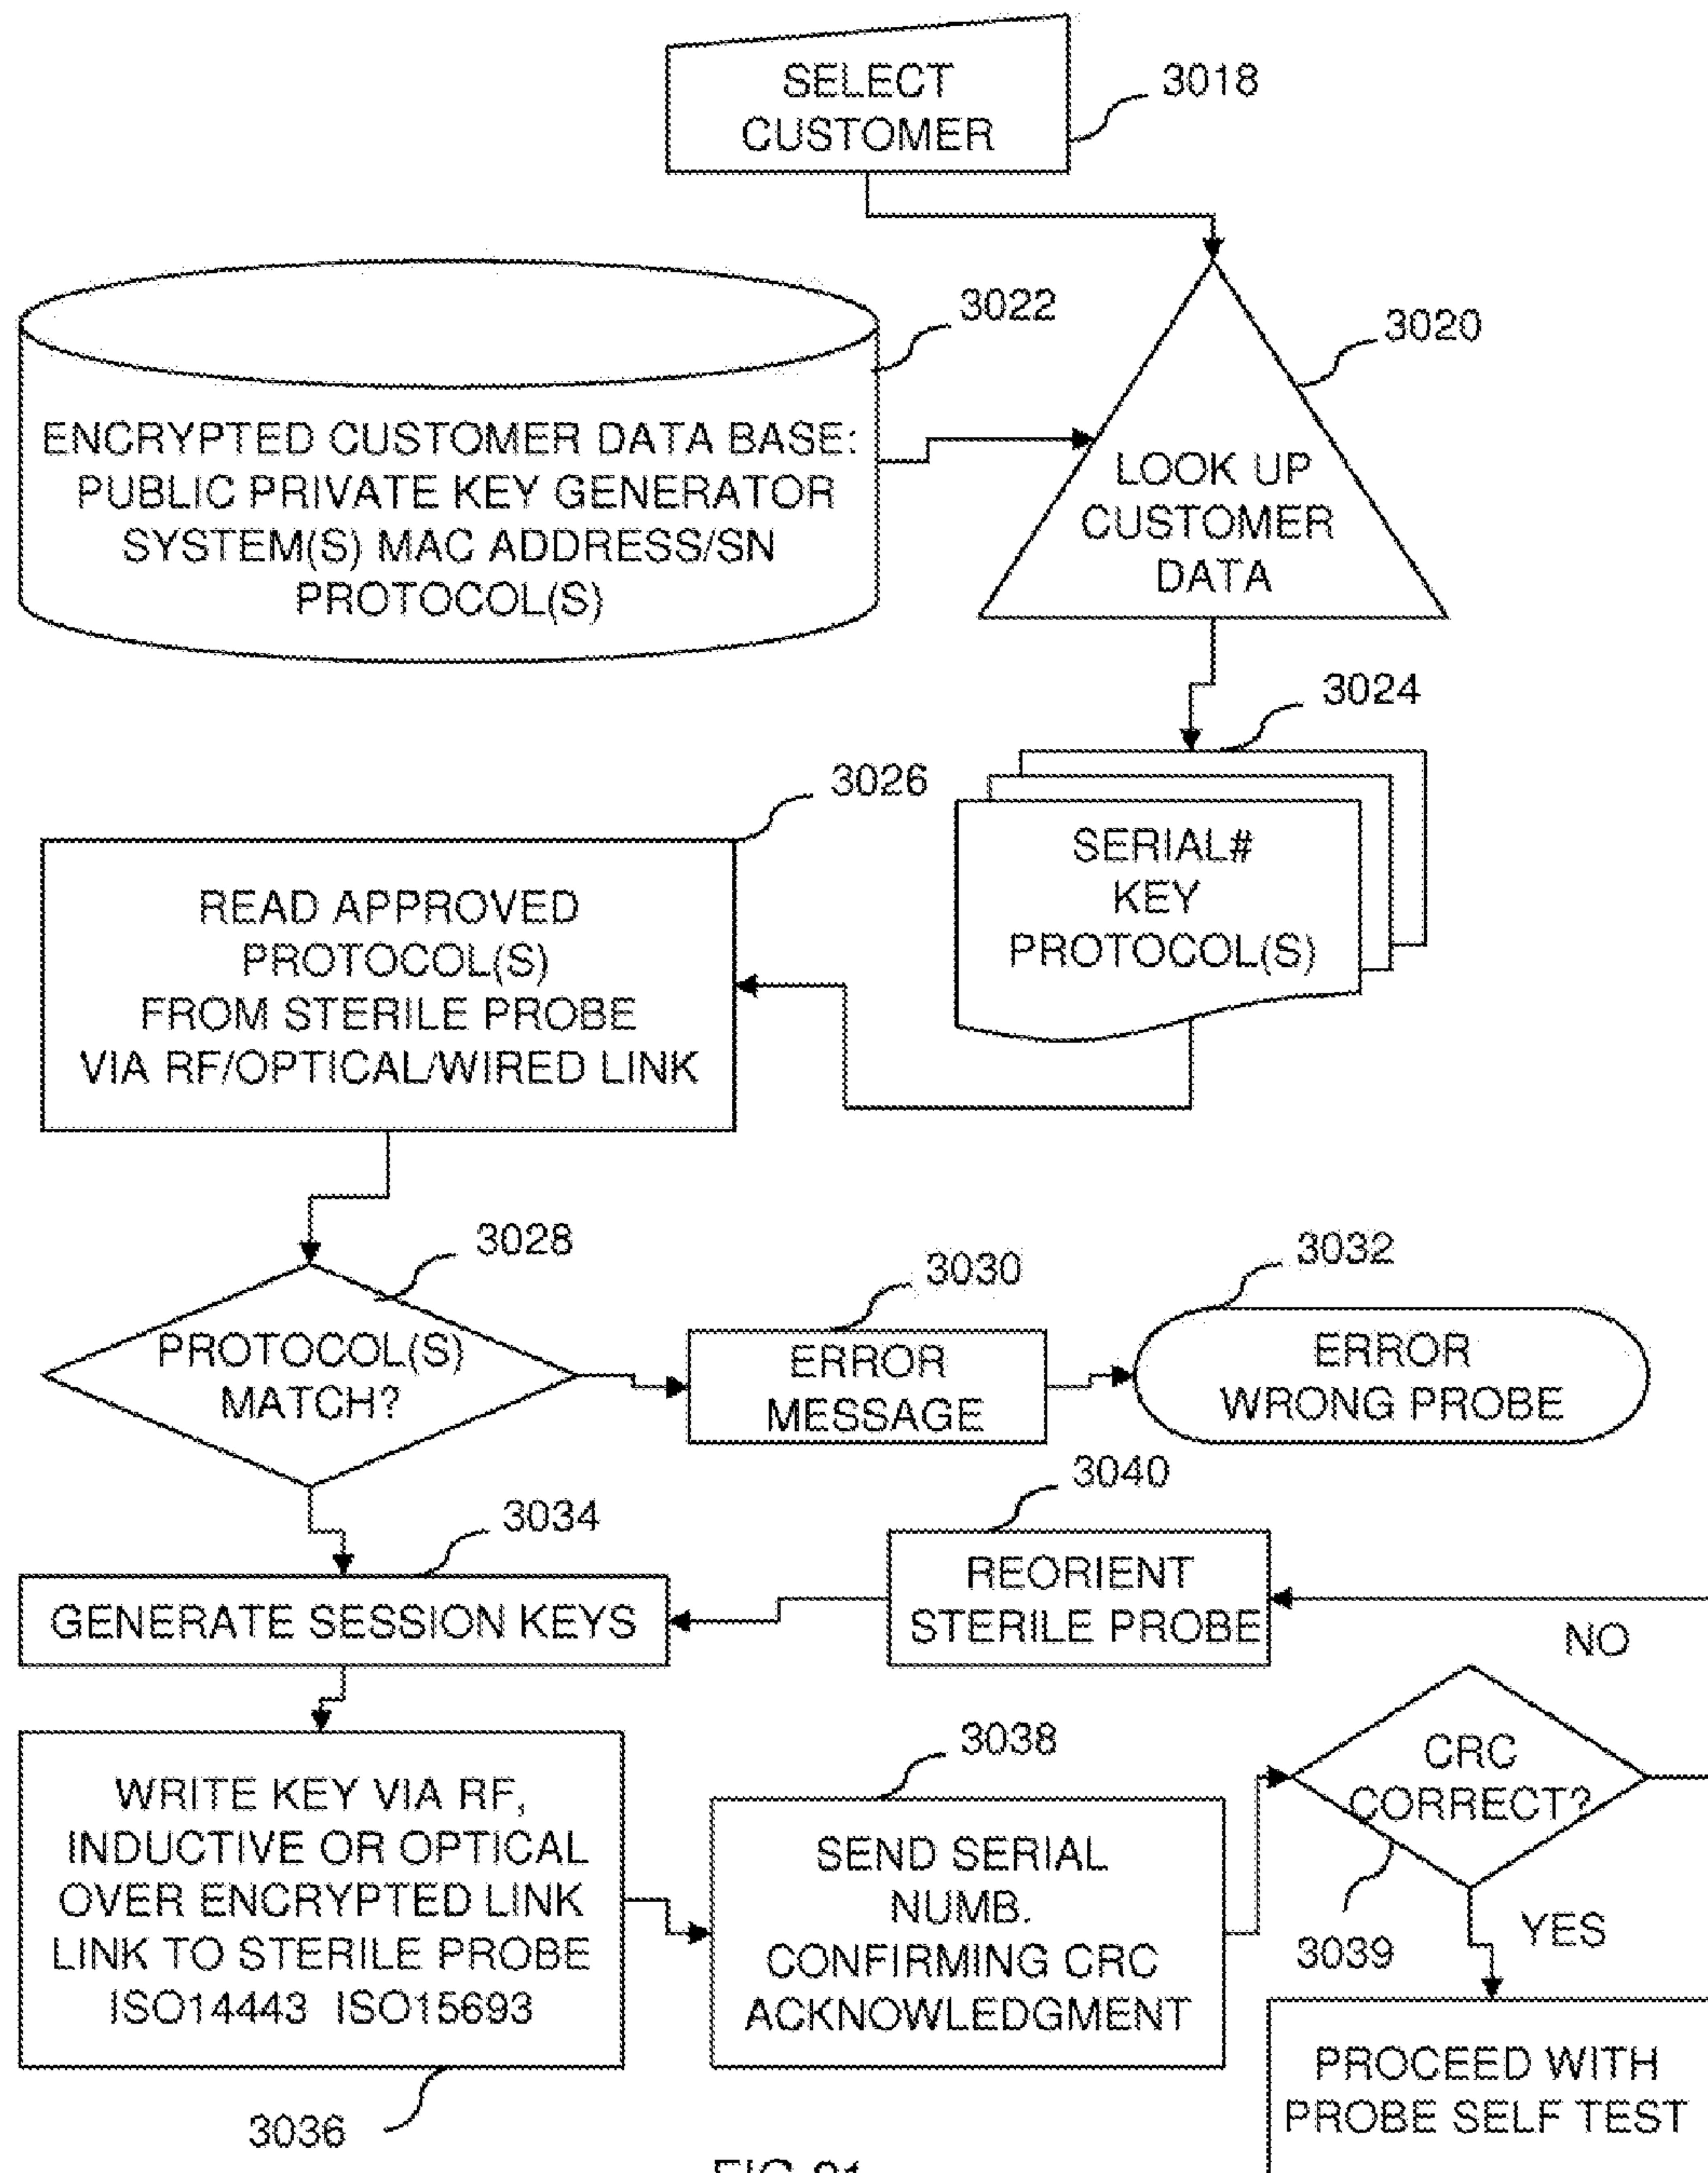 SELECT
CUSTOMER
3018
3022
3020
ENCRYPTED CUSTOMER DATA BASE:
PUBLIC PRIVATE KEY GENERATOR
SYSTEM(S) MAC ADDRESS/SN
PROTOCOL(S)
LOOK UP
CUSTOMER
DATA
3024
3026
SERIAL#
KEY
PROTOCOL(S)
READ APPROVED
PROTOCOL(S)
FROM STERILE PROBE
VIA RF/OPTICAL/WIRED LINK
3028
PROTOCOL(S)
MATCH?
3030
ERROR
MESSAGE
3032
ERROR
WRONG PROBE
3034
GENERATE SESSION KEYS
3040
REORIENT
STERILE PROBE
NO
WRITE KEY VIA RF,
INDUCTIVE OR OPTICAL
OVER ENCRYPTED LINK
LINK TO STERILE PROBE
ISO14443 ISO15693
3036
3038
SEND SERIAL
NUMB.
CONFIRMING CRC
ACKNOWLEDGMENT
CRC
CORRECT?
3039
YES
PROCEED WITH
PROBE SELF TEST